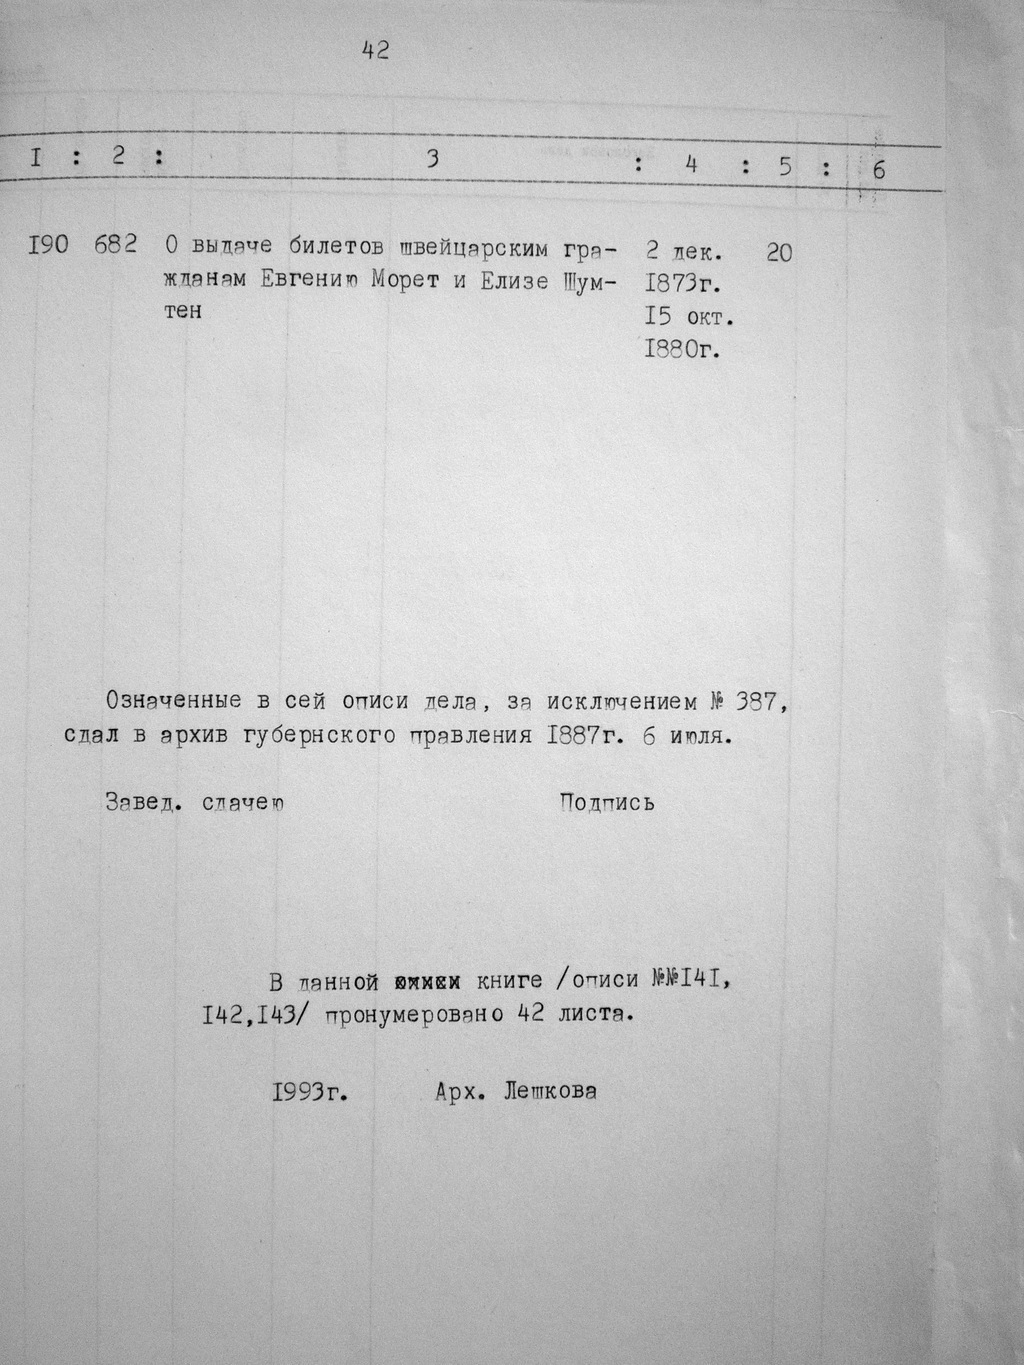 42
I : 2 : 3 : 4 : 5 : 6
I90 682 О выдаче билетов швейцарским гра- 2 дек. 20
жданам Евгению Морет и Елизе Шум- I873г.
тен I5 окт.
I880г.
Означенные в сей описи дела, за исключением № 387,
сдал в архив губернского правления I887г. 6 июля.
Завед. сдачею Подпись
В данной книге /описи №№I4I,
I42,I43/ пронумеровано 42 листа.
I993г. Арх. Лешкова